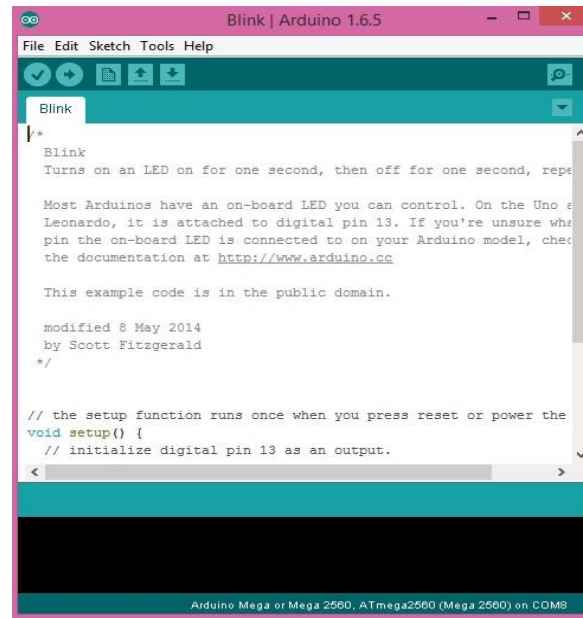 Blink | Arduino 1.6.5
File Edit Sketch Tools Help
Blink
/*
Blink
Turns on an LED on for one second, then off for one second, repe
Most Arduinos have an on-board LED you can control. On the Uno a
Leonardo, it is attached to digital pin 13. If you're unsure wha
pin the on-board LED is connected to on your Arduino model, chec
the documentation at http://www.arduino.cc
This example code is in the public domain.
modified 8 May 2014
by Scott Fitzgerald
*/
// the setup function runs once when you press reset or power the
void setup() {
// initialize digital pin 13 as an output.
Arduino Mega or Mega 2560, ATmega2560 (Mega 2560) on COM8